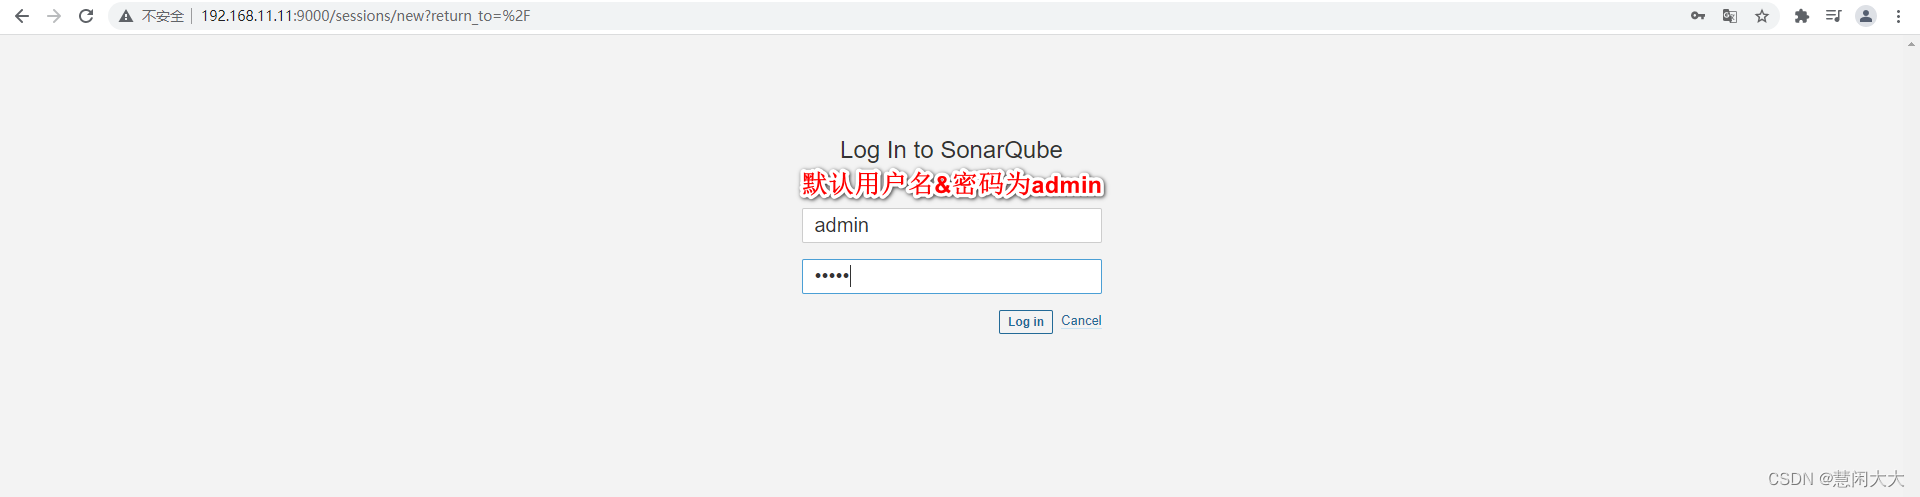 不安全 192.168.11.11:9000/sessions/new?return_to=%2F
Log In to SonarQube
默认用户名&密码为admin
admin
•••••
Log in Cancel
CSDN @慧闲大大